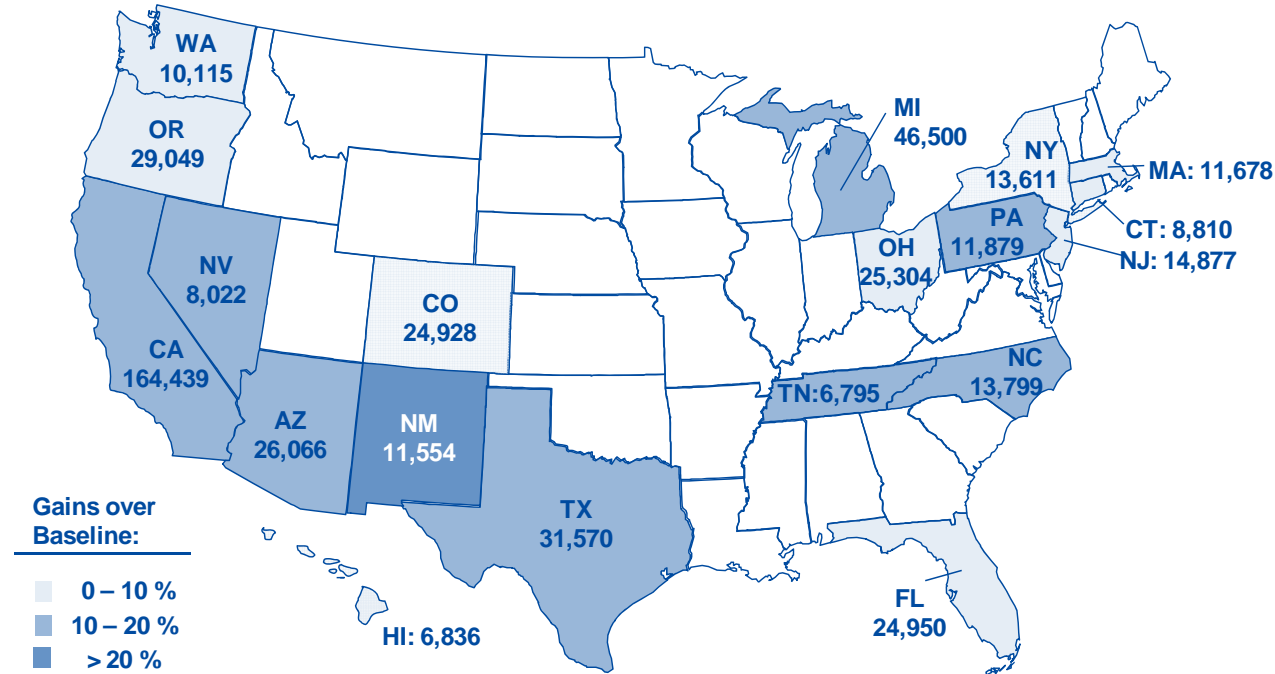 WA
10,115
OR
29,049
MI
46,500
NY
13,611
MA: 11,678
PA
11,879
CT: 8,810
NJ: 14,877
OH
25,304
NV
8,022
CO
24,928
CA
164,439
NC
13,799
TN:6,795
AZ
26,066
NM
11,554
TX
31,570
FL
24,950
HI: 6,836
Gains over
Baseline:
0 – 10 %
10 – 20 %
> 20 %